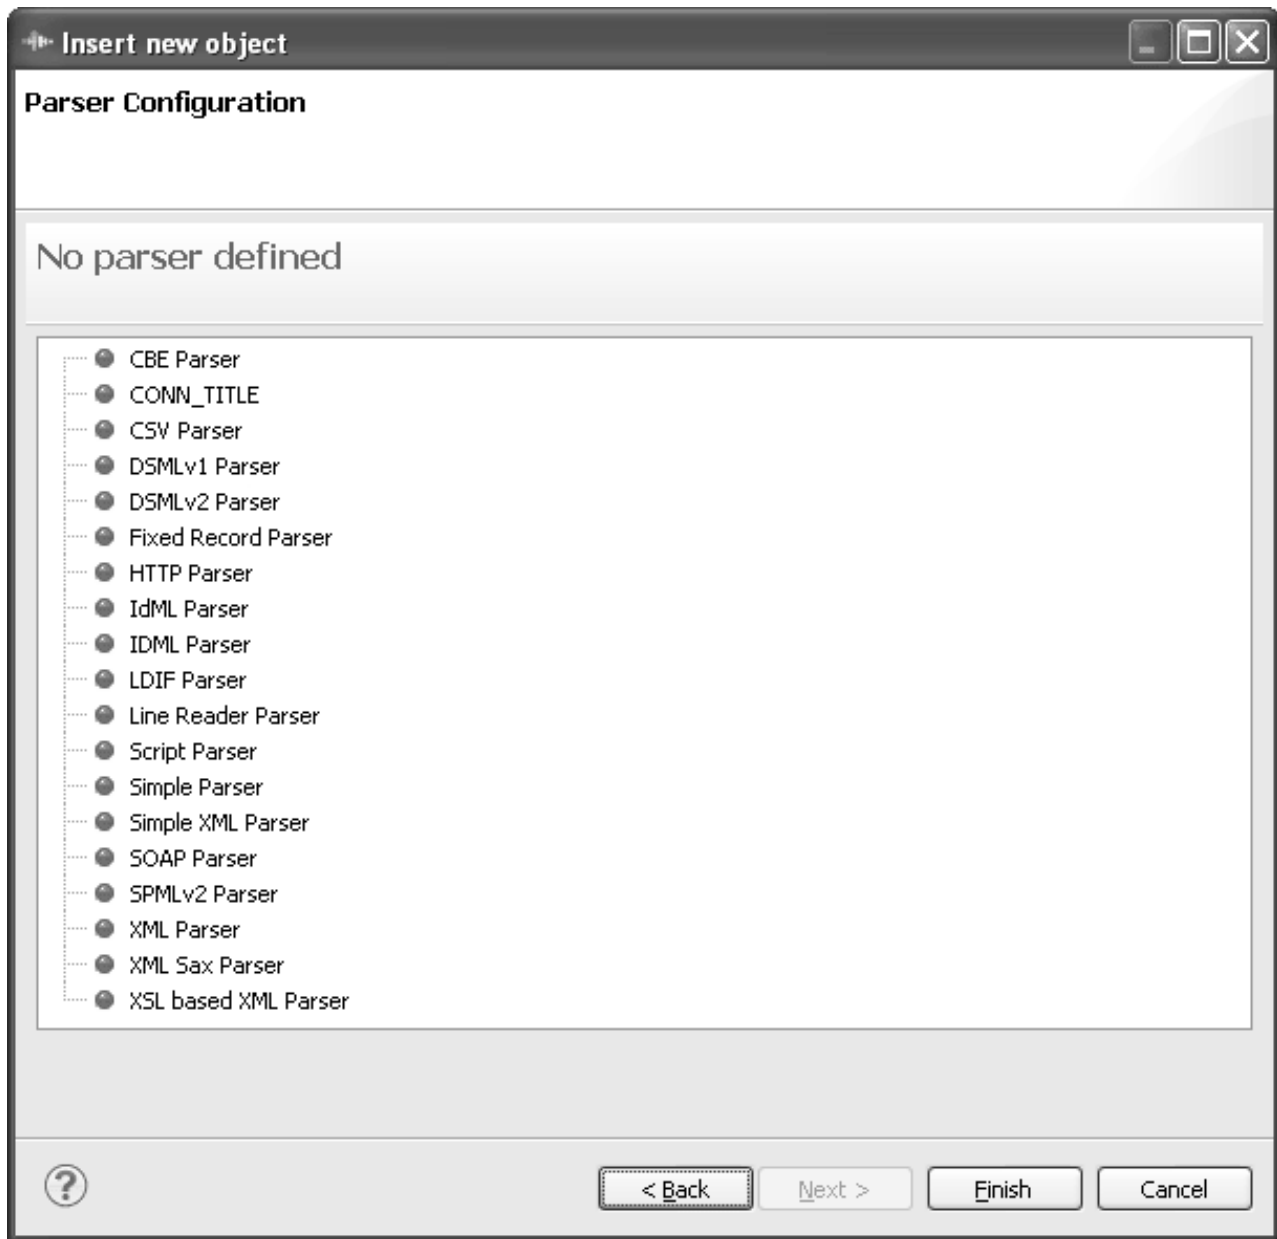 Insert new object
Parser Configuration
No parser defined
CBE Parser
CONN_TITLE
CSV Parser
DSMLv1 Parser
DSMLv2 Parser
Fixed Record Parser
HTTP Parser
IdML Parser
IDML Parser
LDIF Parser
Line Reader Parser
Script Parser
Simple Parser
Simple XML Parser
SOAP Parser
SPMLv2 Parser
XML Parser
XML Sax Parser
XSL based XML Parser
? < Back Next > Finish Cancel